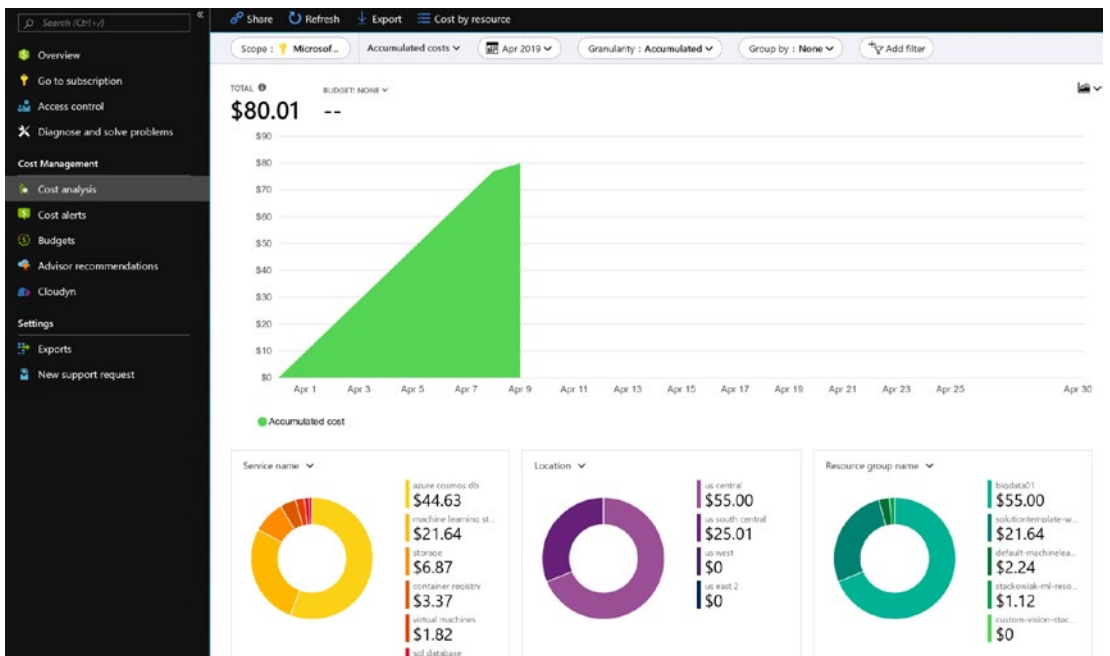 Search (Ctrl+/)
«
Share Refresh Export Cost by resource
Overview
Go to subscription
Access control
Diagnose and solve problems
Cost Management
Cost analysis
Cost alerts
Budgets
Advisor recommendations
Cloudyn
Settings
Exports
New support request
Scope : Microsof... Accumulated costs Apr 2019 Granularity : Accumulated Group by : None Add filter
TOTAL BUDGET: NONE
$80.01 --
$90
$80
$70
$60
$50
$40
$30
$20
$10
$0
Apr 1 Apr 3 Apr 5 Apr 7 Apr 9 Apr 11 Apr 13 Apr 15 Apr 17 Apr 19 Apr 21 Apr 23 Apr 25 Apr 30
Accumulated cost
Service name
azure cosmos db
$44.63
machine learning st...
$21.64
storage
$6.87
container registry
$3.37
virtual machines
$1.82
sql database
Location
us central
$55.00
us south central
$25.01
us west
$0
us east 2
$0
Resource group name
bigdata01
$55.00
solutiontemplate-w...
$21.64
default-machinelea...
$2.24
stackowiak-ml-reso...
$1.12
custom-vision-stac...
$0